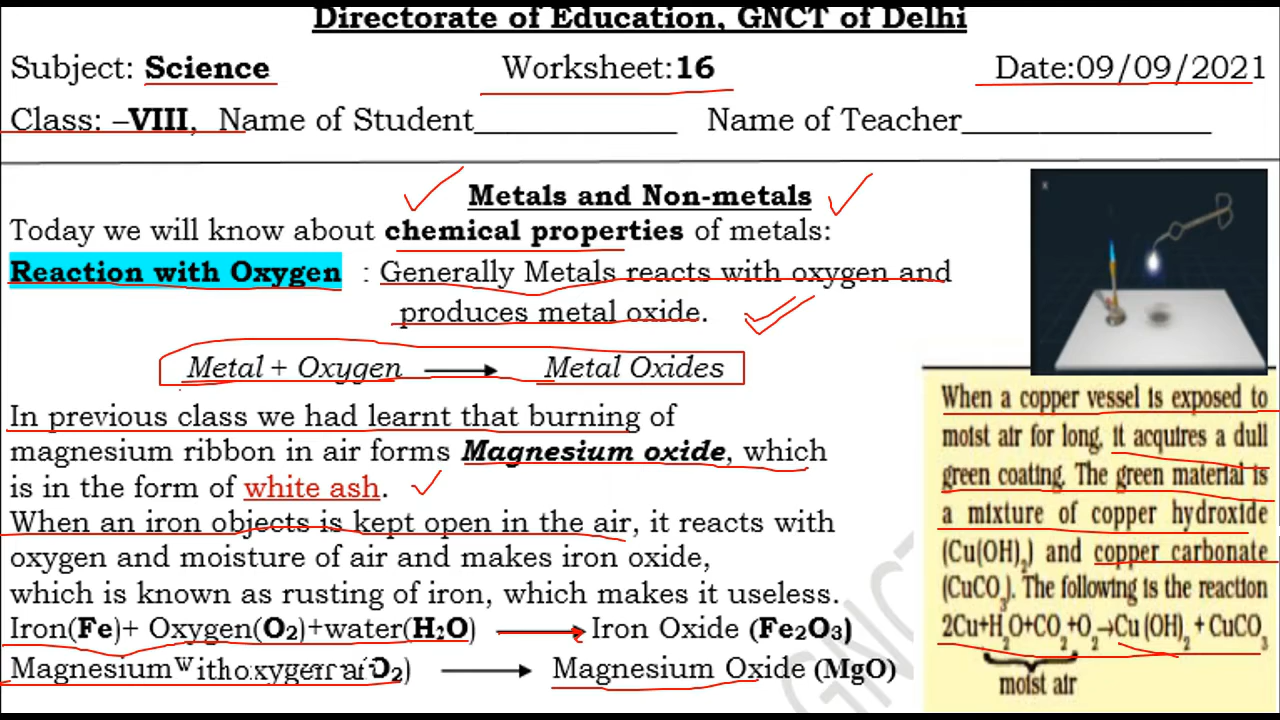 Directorate of Education, GNCT of Delhi
Subject: Science Worksheet:16 Date:09/09/2021
Class: –VIII, Name of Student___________ Name of Teacher______________
Metals and Non-metals
Today we will know about chemical properties of metals:
Reaction with Oxygen : Generally Metals reacts with oxygen and
produces metal oxide.
Metal + Oxygen → Metal Oxides
In previous class we had learnt that burning of
magnesium ribbon in air forms Magnesium oxide, which
is in the form of white ash.
When an iron objects is kept open in the air, it reacts with
oxygen and moisture of air and makes iron oxide,
which is known as rusting of iron, which makes it useless.
Iron(Fe)+ Oxygen(O₂)+water(H₂O) → Iron Oxide (Fe₂O₃)
Magnesium O₂) → Magnesium Oxide (MgO)
When a copper vessel is exposed to
moist air for long, it acquires a dull
green coating. The green material is
a mixture of copper hydroxide
(Cu(OH)₂) and copper carbonate
(CuCO₃). The following is the reaction
2Cu+H₂O+CO₂+O₂→Cu (OH)₂ + CuCO₃
moist air
GNCT